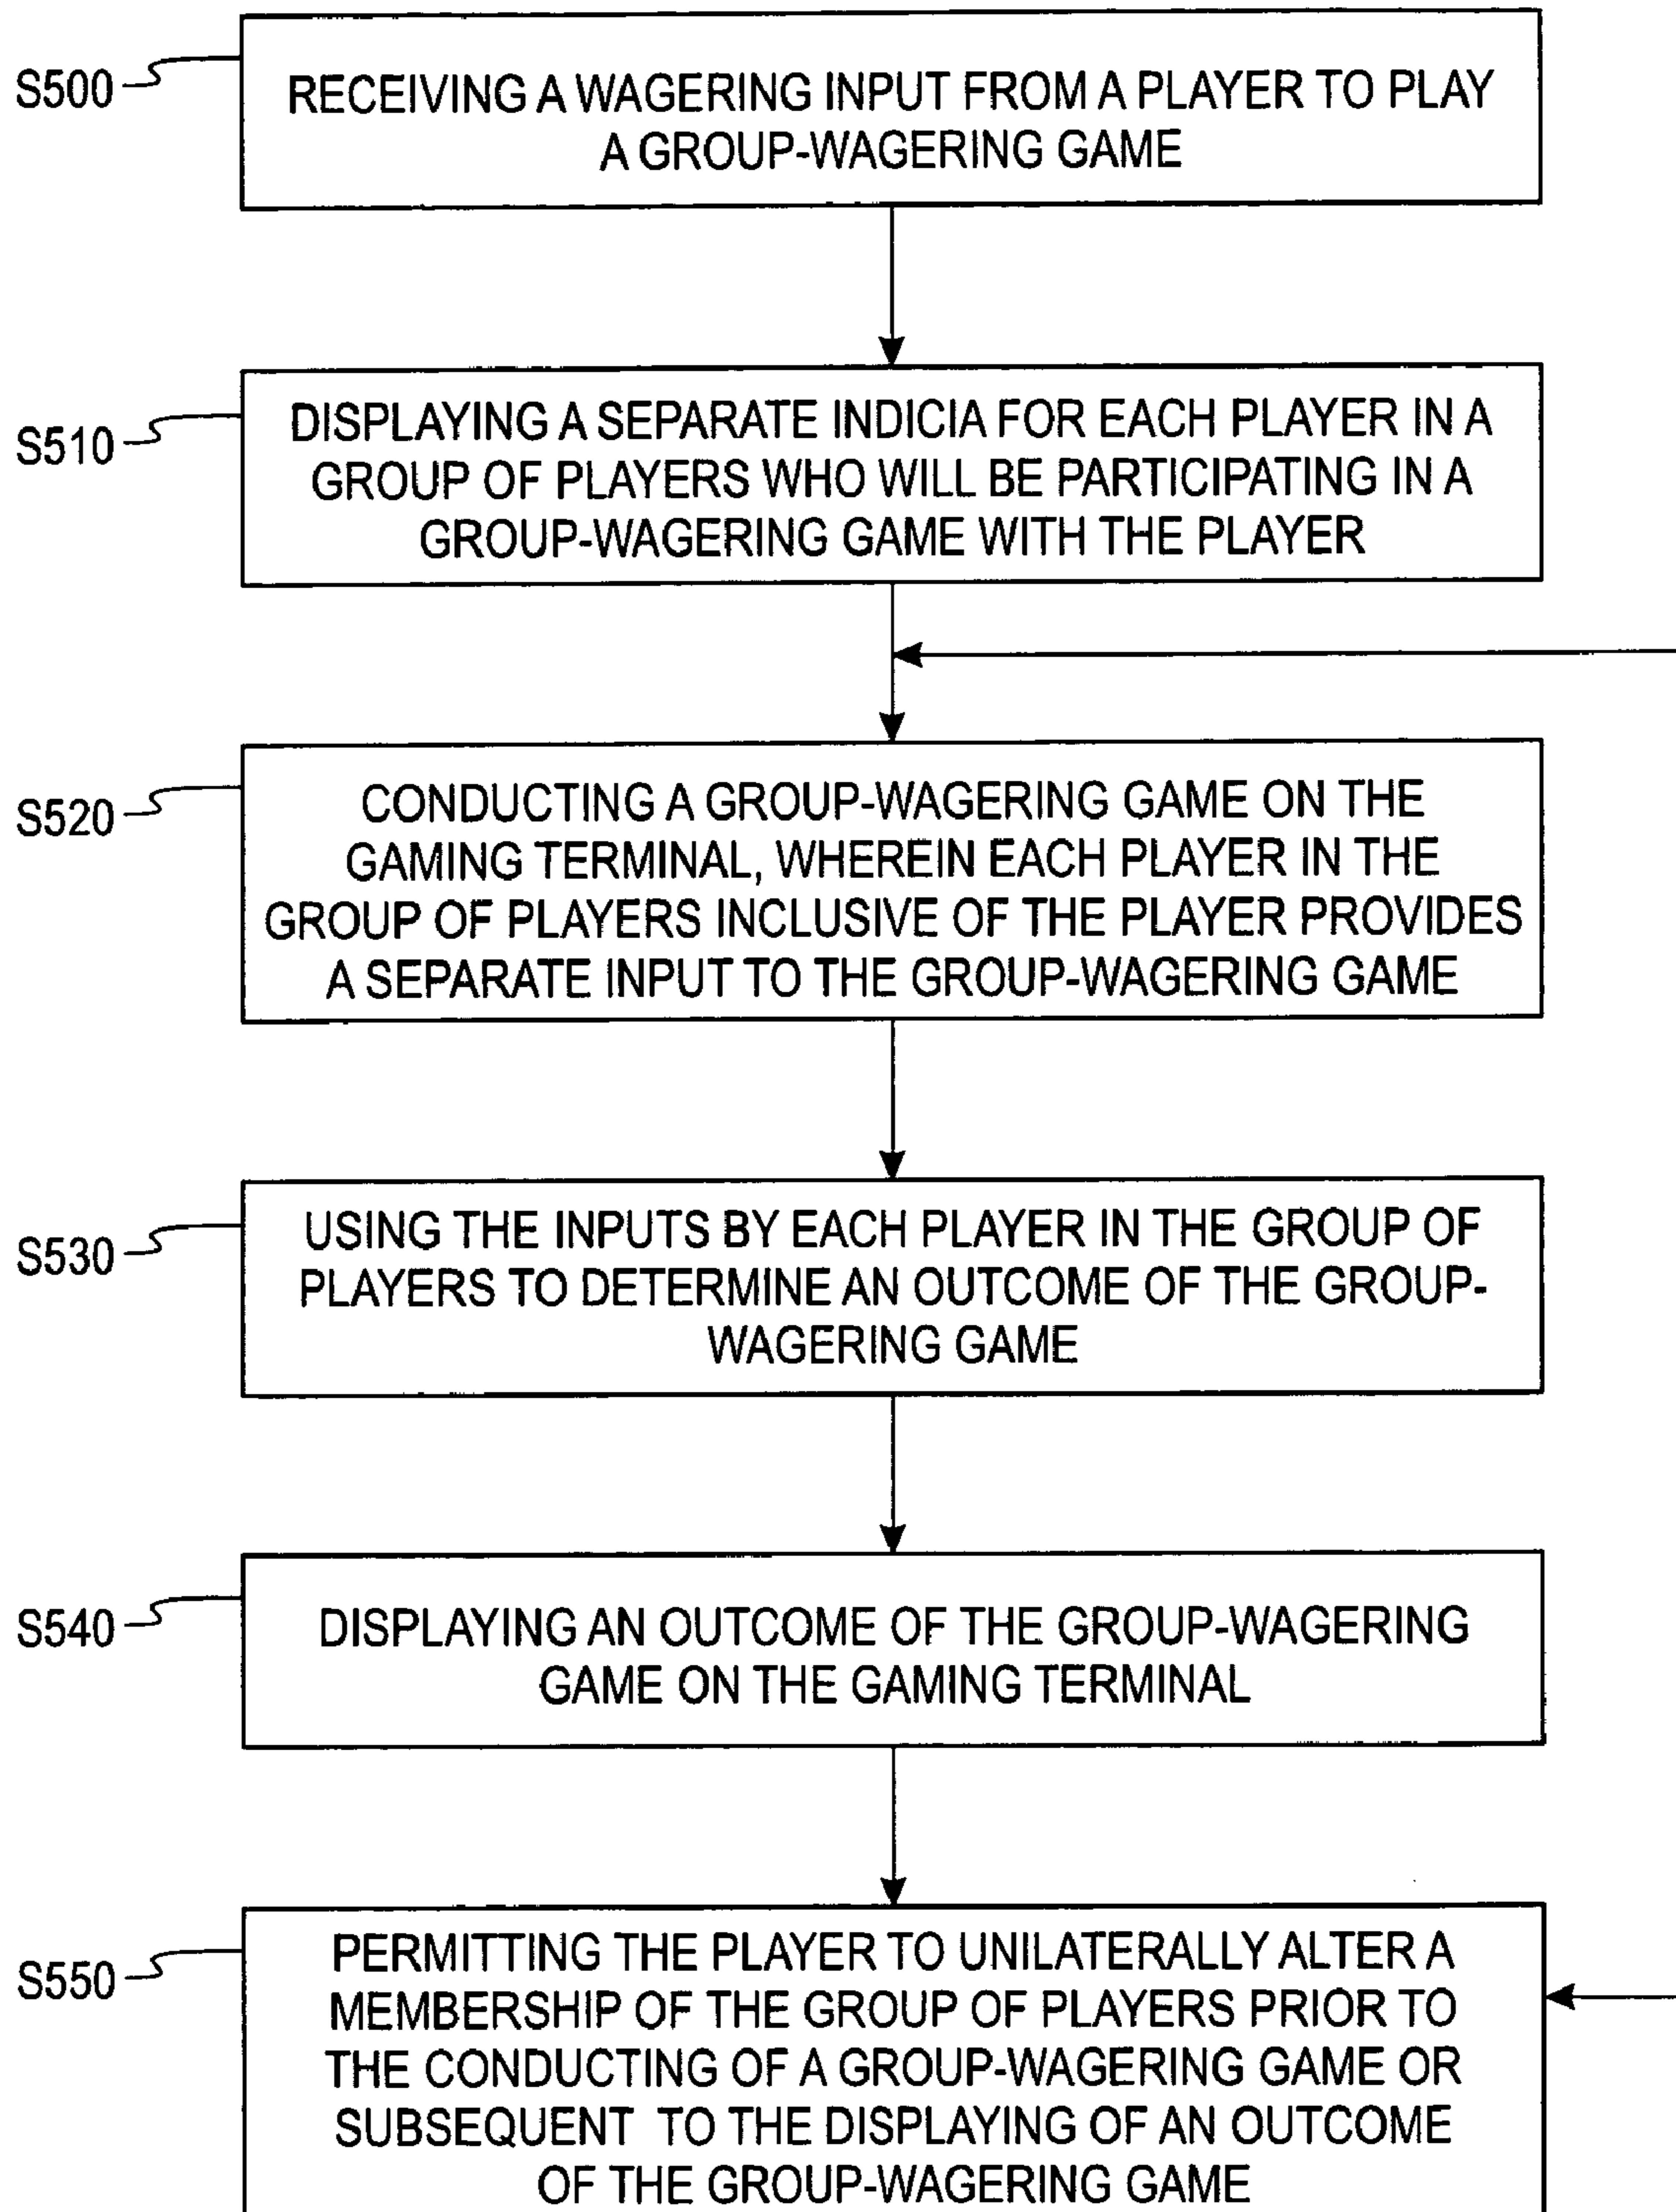 S500
RECEIVING A WAGERING INPUT FROM A PLAYER TO PLAY
A GROUP-WAGERING GAME
S510
DISPLAYING A SEPARATE INDICIA FOR EACH PLAYER IN A
GROUP OF PLAYERS WHO WILL BE PARTICIPATING IN A
GROUP-WAGERING GAME WITH THE PLAYER
S520
CONDUCTING A GROUP-WAGERING GAME ON THE
GAMING TERMINAL, WHEREIN EACH PLAYER IN THE
GROUP OF PLAYERS INCLUSIVE OF THE PLAYER PROVIDES
A SEPARATE INPUT TO THE GROUP-WAGERING GAME
S530
USING THE INPUTS BY EACH PLAYER IN THE GROUP OF
PLAYERS TO DETERMINE AN OUTCOME OF THE GROUP-
WAGERING GAME
S540
DISPLAYING AN OUTCOME OF THE GROUP-WAGERING
GAME ON THE GAMING TERMINAL
S550
PERMITTING THE PLAYER TO UNILATERALLY ALTER A
MEMBERSHIP OF THE GROUP OF PLAYERS PRIOR TO
THE CONDUCTING OF A GROUP-WAGERING GAME OR
SUBSEQUENT TO THE DISPLAYING OF AN OUTCOME
OF THE GROUP-WAGERING GAME